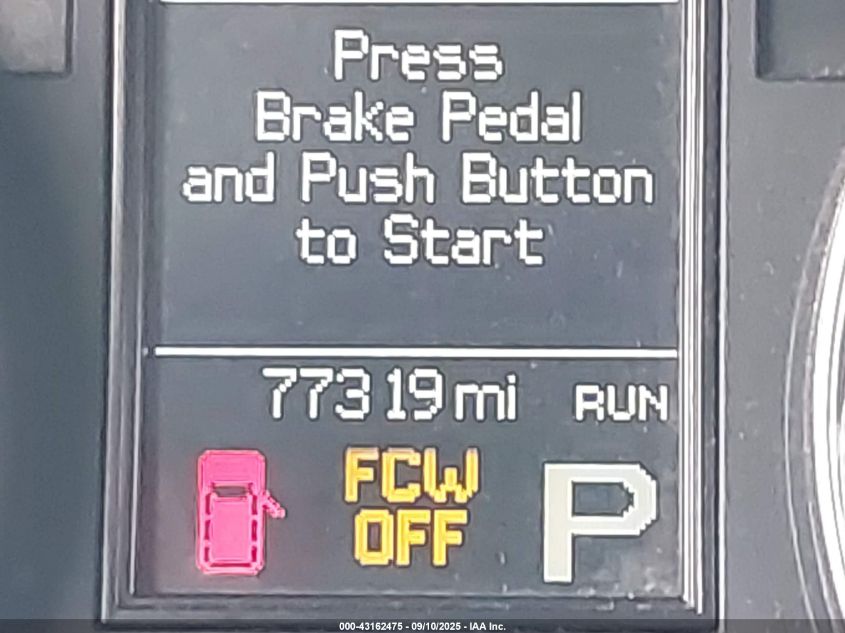 Press
Brake Pedal
and Push Button
to Start
77319 mi RUN
FCW
OFF
P
000-43162475 - 09/10/2025 - IAA Inc.